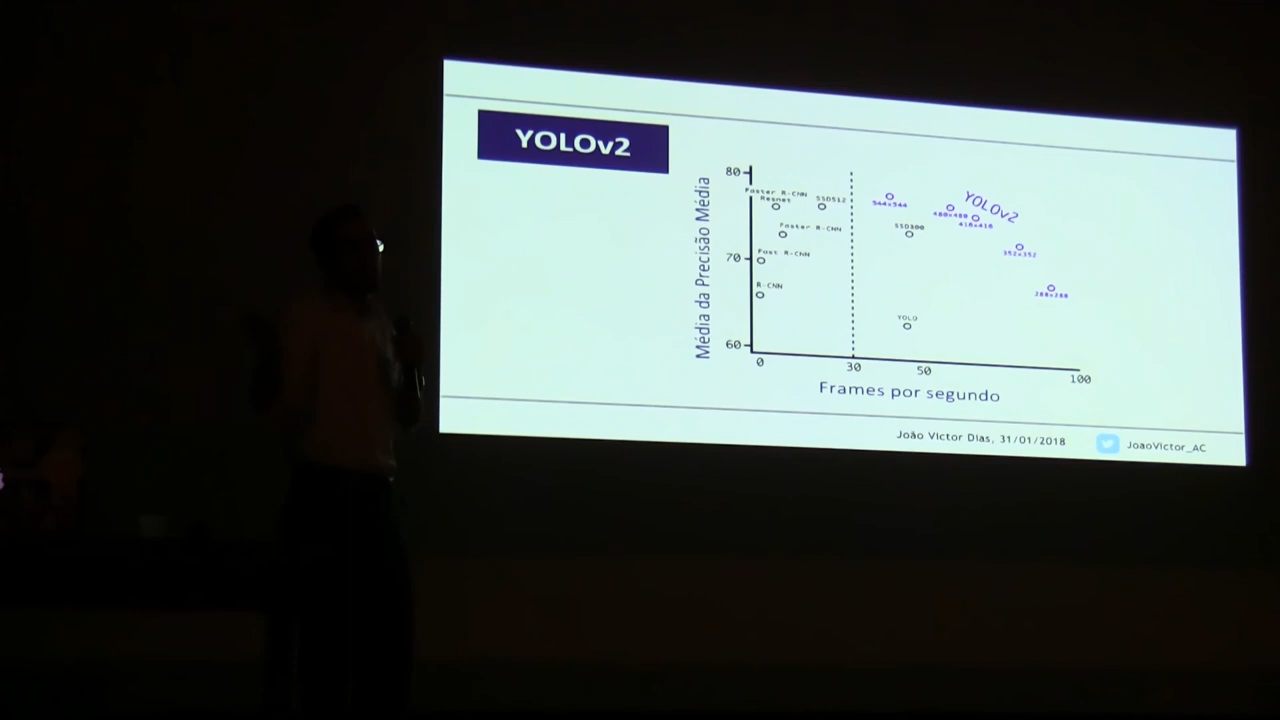 YOLOv2
Média da Precisão Média
80
70
60
Faster R-CNN
Resnet
SSD512
Faster R-CNN
Fast R-CNN
R-CNN
544x544
480x480
416x416
YOLOv2
SSD300
352x352
288x288
YOLO
0
30
50
100
Frames por segundo
João Victor Dias, 31/01/2018
JoaoVictor_AC